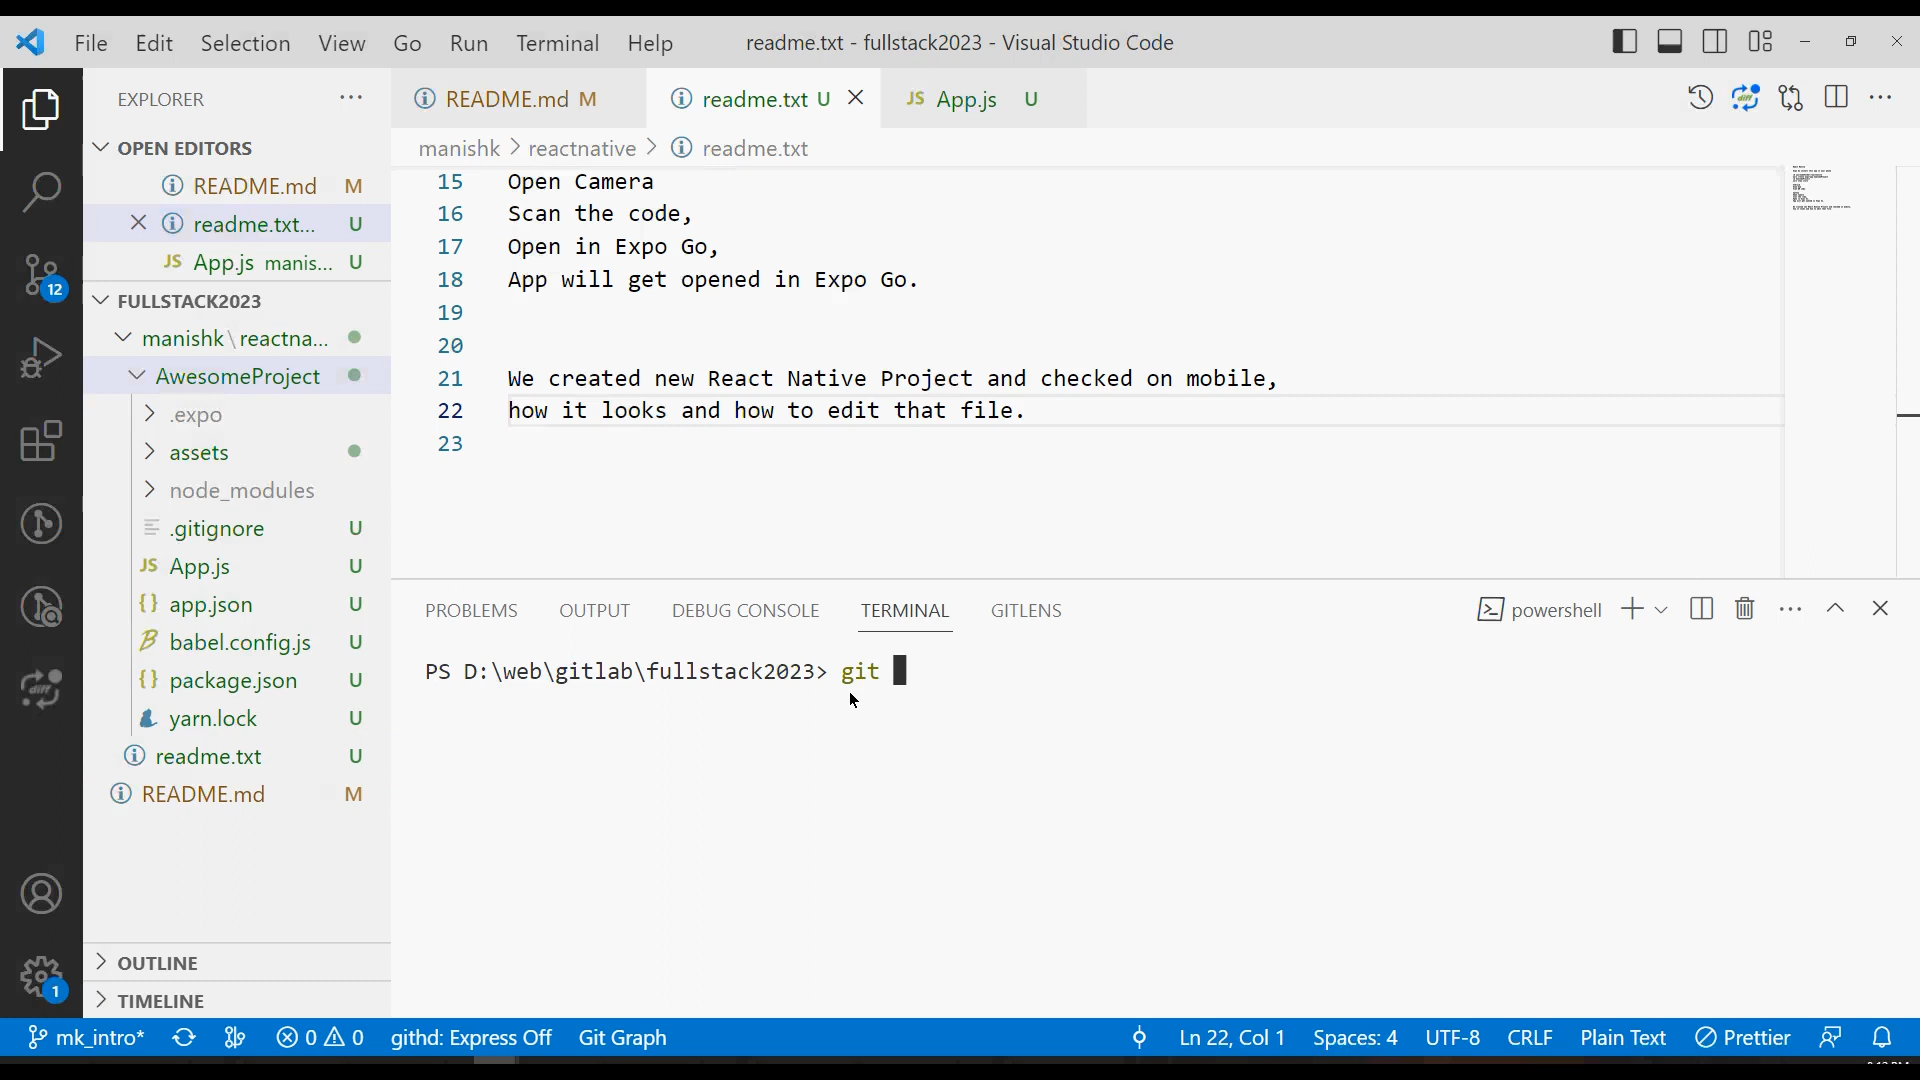 File Edit Selection View Go Run Terminal Help readme.txt - fullstack2023 - Visual Studio Code
EXPLORER
OPEN EDITORS
README.md M
readme.txt... U
App.js manis... U
FULLSTACK2023
manishk\reactna...
AwesomeProject
.expo
assets
node_modules
.gitignore U
JS App.js U
{} app.json U
babel.config.js U
{} package.json U
yarn.lock U
readme.txt U
README.md M
OUTLINE
TIMELINE
12
1
README.md M readme.txt U JS App.js U
manishk > reactnative > readme.txt
15 Open Camera
16 Scan the code,
17 Open in Expo Go,
18 App will get opened in Expo Go.
19
20
21 We created new React Native Project and checked on mobile,
22 how it looks and how to edit that file.
23
PROBLEMS OUTPUT DEBUG CONSOLE TERMINAL GITLENS powershell
PS D:\web\gitlab\fullstack2023> git
mk_intro* 0 0 githd: Express Off Git Graph Ln 22, Col 1 Spaces: 4 UTF-8 CRLF Plain Text Prettier